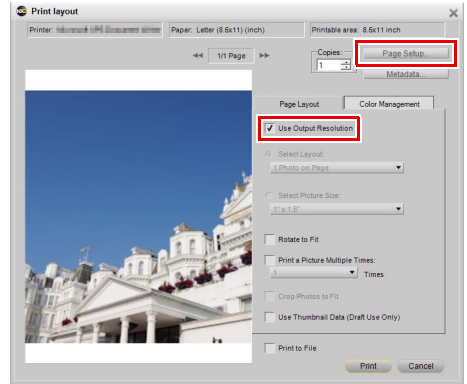 Print layout
Printer:
Paper: Letter (8.5x11) (inch)
Printable area: 8.5x11 inch
1/1 Page
Copies:
1
Page Setup...
Metadata...
Page Layout
Color Management
Use Output Resolution
Select Layout:
1 Photo on Page
Select Picture Size:
1" x 1.5"
Rotate to Fit
Print a Picture Multiple Times:
1
Times
Crop Photos to Fit
Use Thumbnail Data (Draft Use Only)
Print to File
Print
Cancel